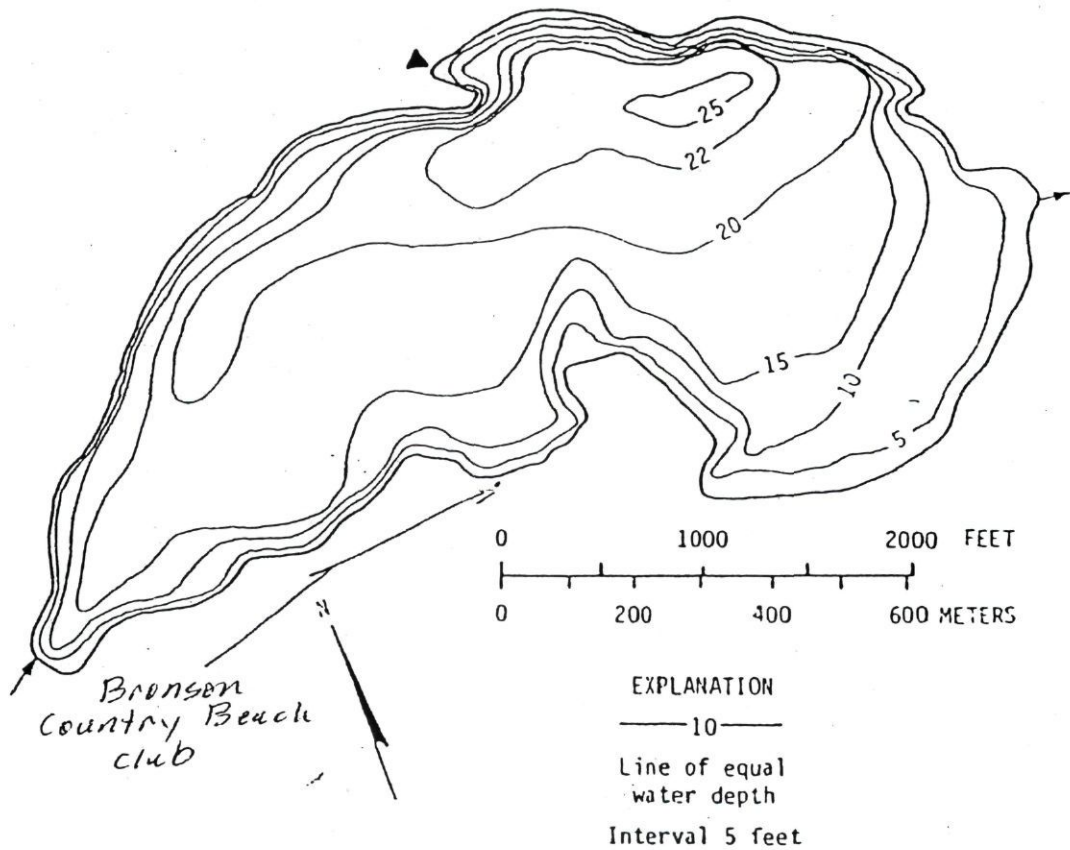 25
22
20
15
10
5
0 1000 2000 FEET
0 200 400 600 METERS
N
Bronson
Country Beach
club
EXPLANATION
10
Line of equal
water depth
Interval 5 feet